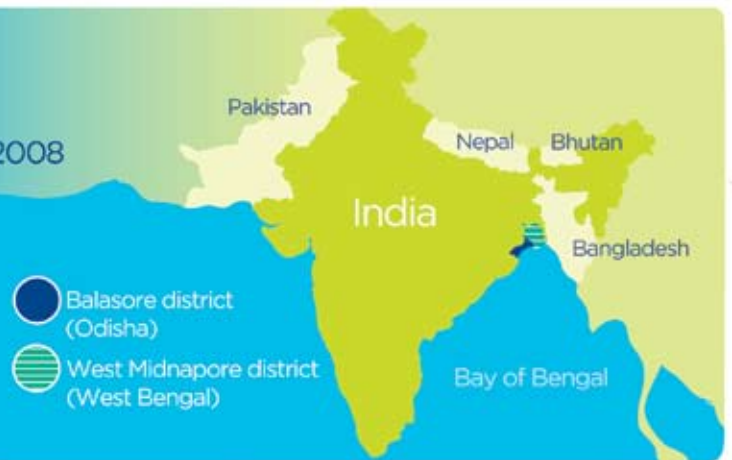 Pakistan
2008
Nepal
Bhutan
India
Bangladesh
Balasore district
(Odisha)
West Midnapore district
(West Bengal)
Bay of Bengal